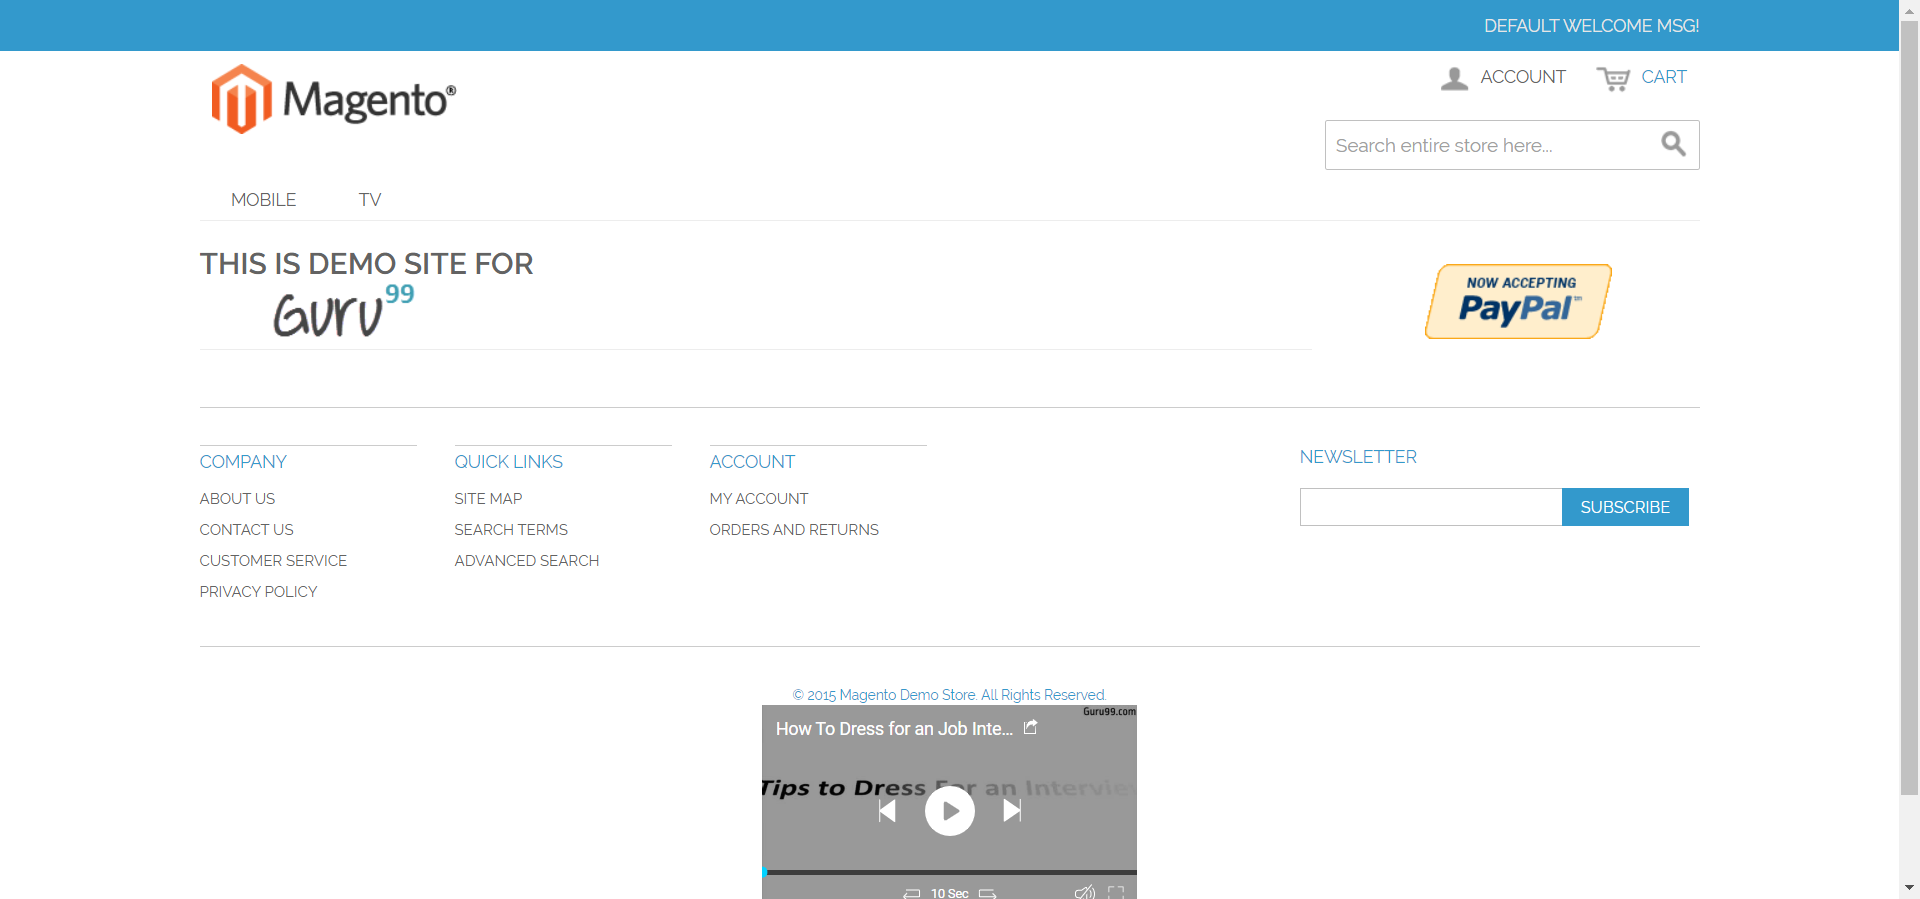 DEFAULT WELCOME MSG!
Magento®
ACCOUNT
CART
Search entire store here...
MOBILE
TV
THIS IS DEMO SITE FOR
Guru99
NOW ACCEPTING
PayPal™
COMPANY
ABOUT US
CONTACT US
CUSTOMER SERVICE
PRIVACY POLICY
QUICK LINKS
SITE MAP
SEARCH TERMS
ADVANCED SEARCH
ACCOUNT
MY ACCOUNT
ORDERS AND RETURNS
NEWSLETTER
SUBSCRIBE
© 2015 Magento Demo Store. All Rights Reserved.
Guru99.com
How To Dress for an Job Inte...
Tips to Dress For an Interview
10 Sec